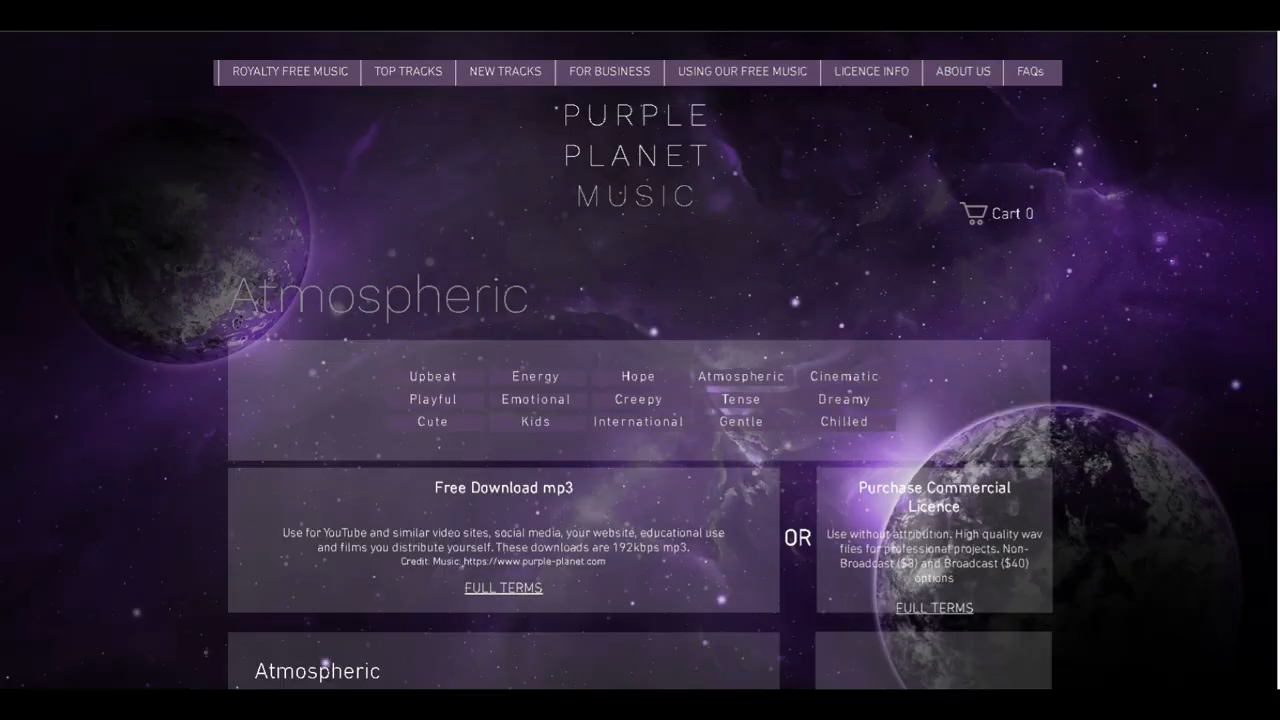 ROYALTY FREE MUSIC TOP TRACKS NEW TRACKS FOR BUSINESS USING OUR FREE MUSIC LICENCE INFO ABOUT US FAQs
PURPLE
PLANET
MUSIC
Cart 0
Atmospheric
Upbeat Energy Hope Atmospheric Cinematic
Playful Emotional Creepy Tense Dreamy
Cute Kids International Gentle Chilled
Free Download mp3
Use for YouTube and similar video sites, social media, your website, educational use
and films you distribute yourself. These downloads are 192kbps mp3.
Credit: Music: https://www.purple-planet.com
FULL TERMS
OR
Purchase Commercial
Licence
Use without attribution. High quality wav
files for professional projects. Non-
Broadcast ($8) and Broadcast ($40)
options
FULL TERMS
Atmospheric